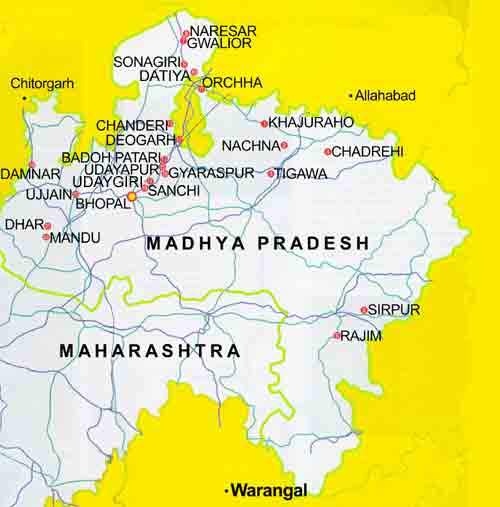 NARESAR
GWALIOR
SONAGIRI
DATIYA
ORCHHA
Chitorgarh
Allahabad
CHANDERI
KHAJURAHO
DEOGARH
NACHNA
CHADREHI
BADOH PATARI
DAMNAR
UDAYAPUR
GYARASPUR
TIGAWA
UDAYGIRI
SANCHI
UJJAIN
BHOPAL
DHAR
MANDU
MADHYA PRADESH
SIRPUR
RAJIM
MAHARASHTRA
Warangal